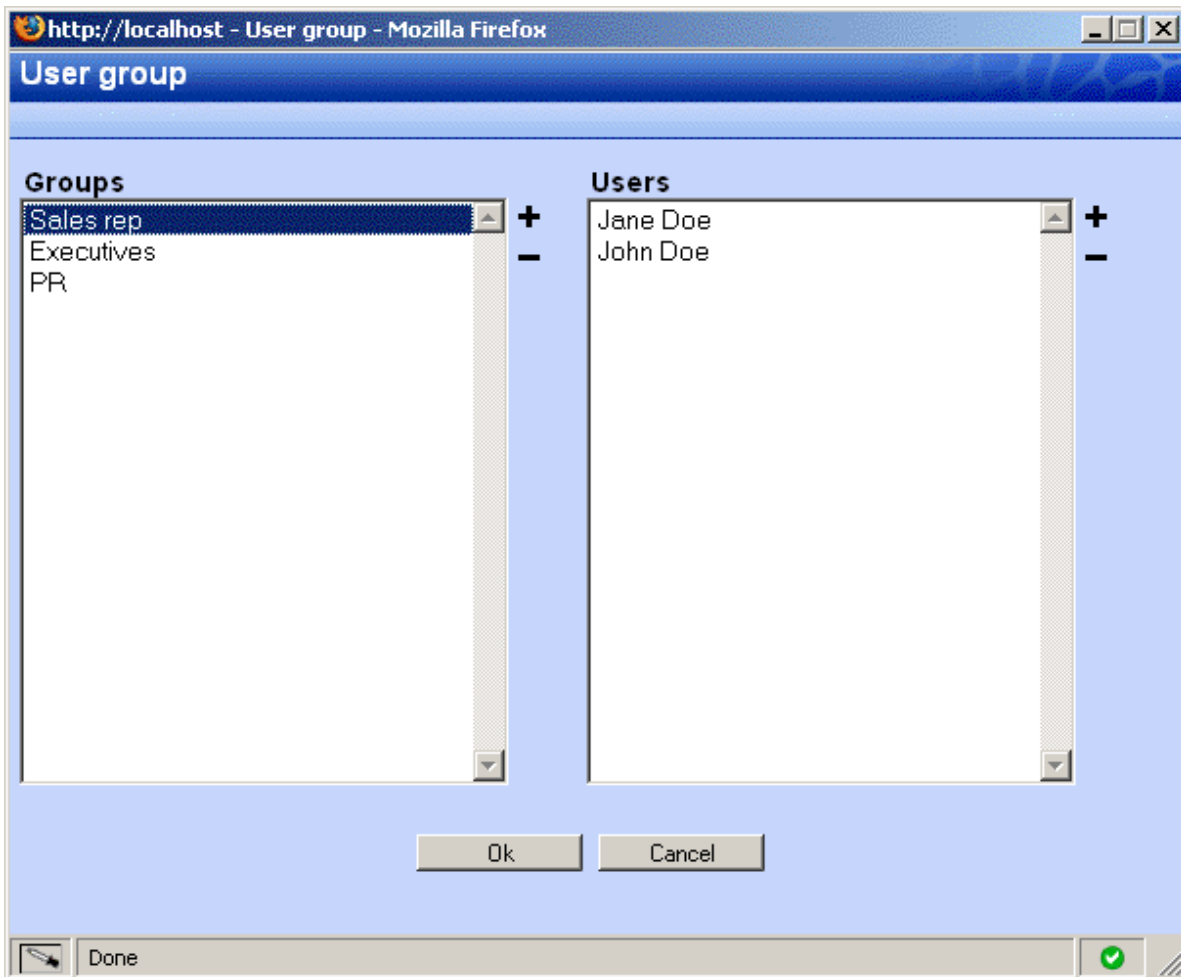 http://localhost - User group - Mozilla Firefox
User group
Groups
Sales rep
Executives
PR
+
–
Users
Jane Doe
John Doe
+
–
Ok
Cancel
Done